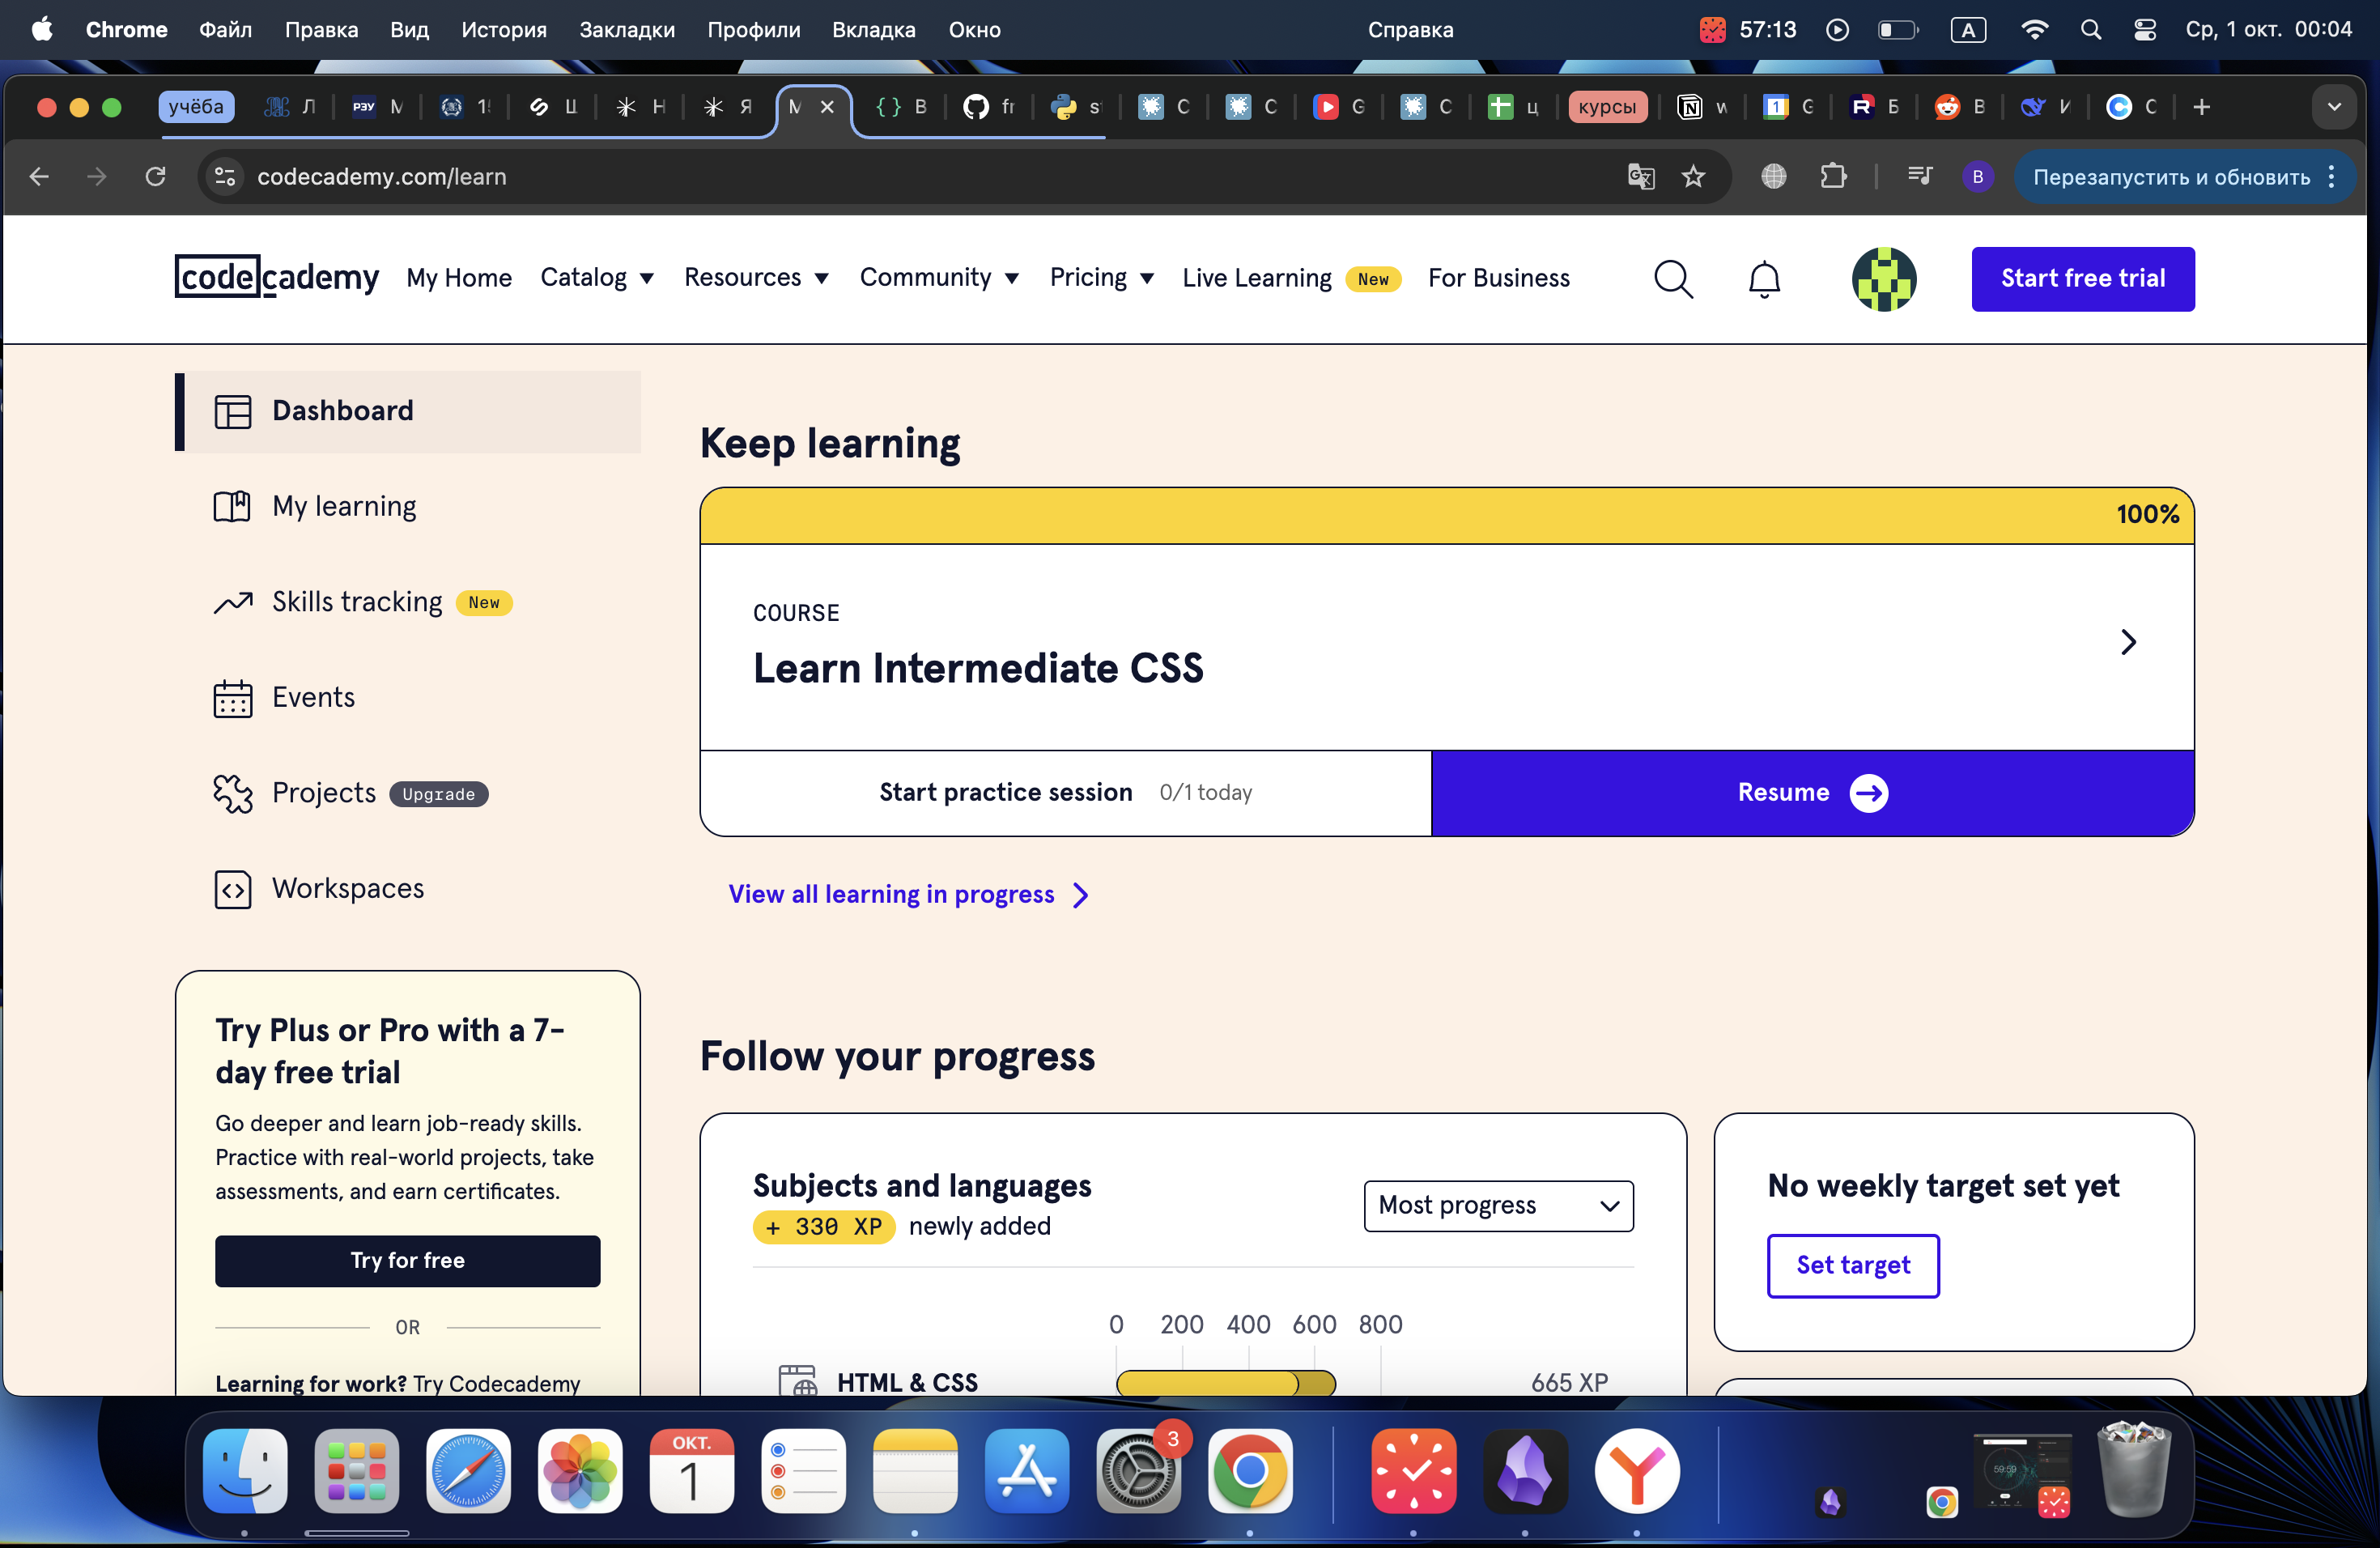 Chrome Файл Правка Вид История Закладки Профили Вкладка Окно Справка 57:13 A Ср, 1 окт. 00:04
учёба Л РЭУ М 1 Ц Н Я М В fr s С С G С ц курсы w 1 G Б В И С
codecademy.com/learn B Перезапустить и обновить
codecademy My Home Catalog Resources Community Pricing Live Learning New For Business Start free trial
Dashboard
My learning
Skills tracking New
Events
Projects Upgrade
Workspaces
Try Plus or Pro with a 7-
day free trial
Go deeper and learn job-ready skills.
Practice with real-world projects, take
assessments, and earn certificates.
Try for free
OR
Learning for work? Try Codecademy
Keep learning
100%
COURSE
Learn Intermediate CSS
Start practice session 0/1 today
Resume
View all learning in progress
Follow your progress
Subjects and languages
+ 330 XP newly added
Most progress
0 200 400 600 800
HTML & CSS 665 XP
No weekly target set yet
Set target
ОКТ.
1
3
59:59